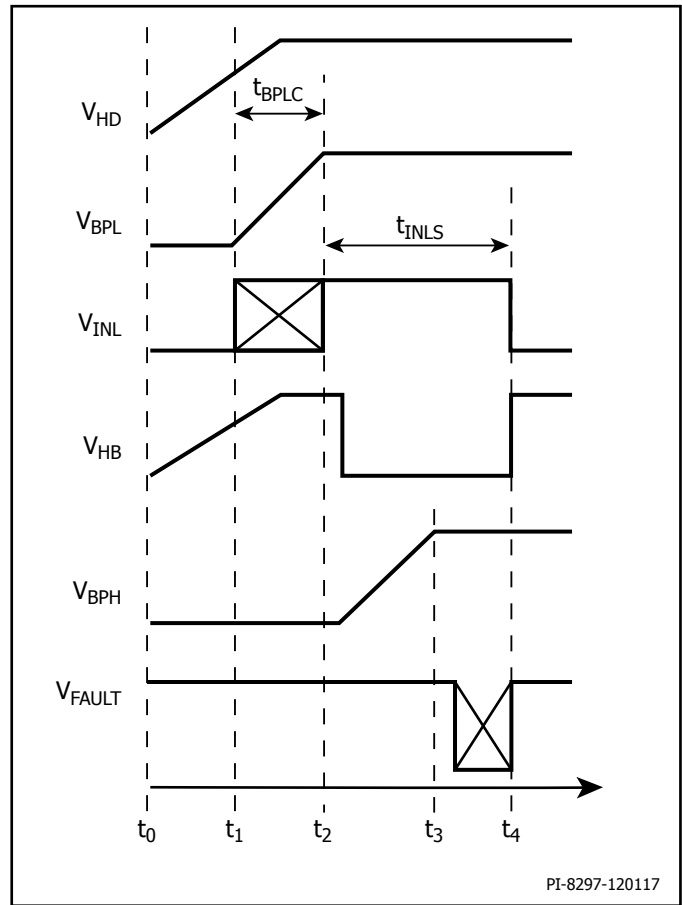 V_HD
t_BPLC
V_BPL
t_INLS
V_INL
V_HB
V_BPH
V_FAULT
t_0 t_1 t_2 t_3 t_4
PI-8297-120117